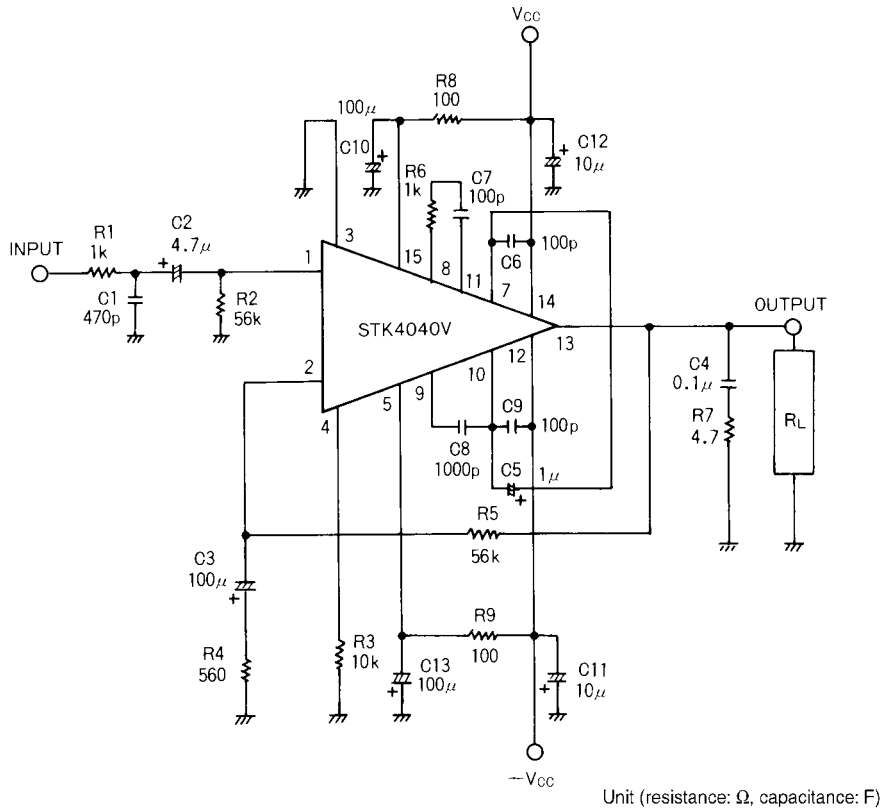 VCC
R8
100
100μ
C10
+
+
C12
10μ
R6
1k
C7
100p
3
15
8
11
7
C6
100p
14
INPUT
R1
1k
C2
4.7μ
+
C1
470p
R2
56k
1
STK4040V
12
13
OUTPUT
2
4
5
9
10
C9
100p
C8
1000p
C5
1μ
+
C4
0.1μ
R7
4.7
RL
R5
56k
C3
100μ
+
R4
560
R3
10k
R9
100
C13
100μ
+
C11
10μ
+
−VCC
Unit (resistance: Ω, capacitance: F)